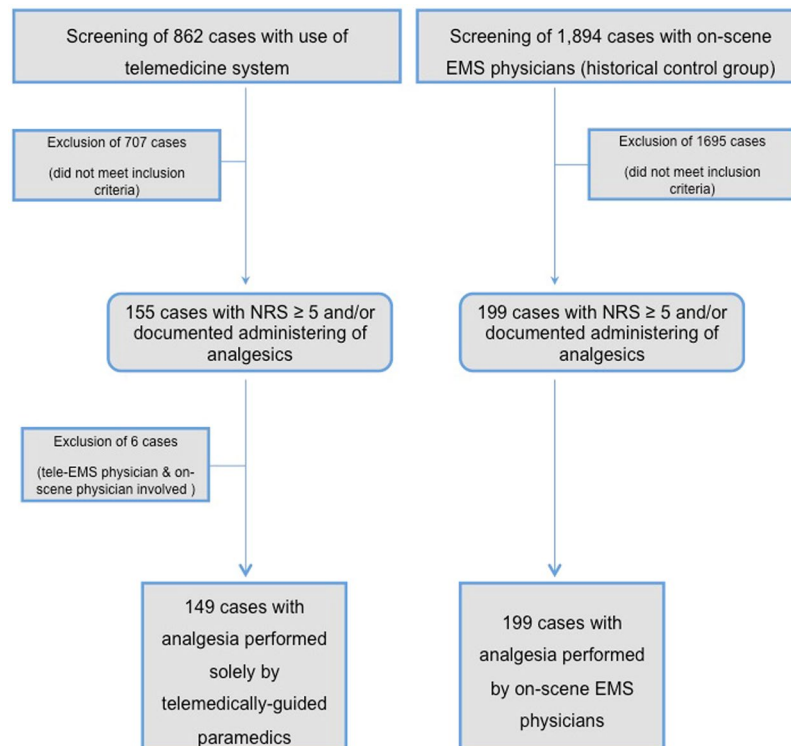 Screening of 862 cases with use of
telemedicine system
Screening of 1,894 cases with on-scene
EMS physicians (historical control group)
Exclusion of 707 cases
(did not meet inclusion
criteria)
Exclusion of 1695 cases
(did not meet inclusion
criteria)
155 cases with NRS ≥ 5 and/or
documented administering of
analgesics
199 cases with NRS ≥ 5 and/or
documented administering of
analgesics
Exclusion of 6 cases
(tele-EMS physician & on-
scene physician involved )
149 cases with
analgesia performed
solely by
telemedically-guided
paramedics
199 cases with
analgesia performed
by on-scene EMS
physicians